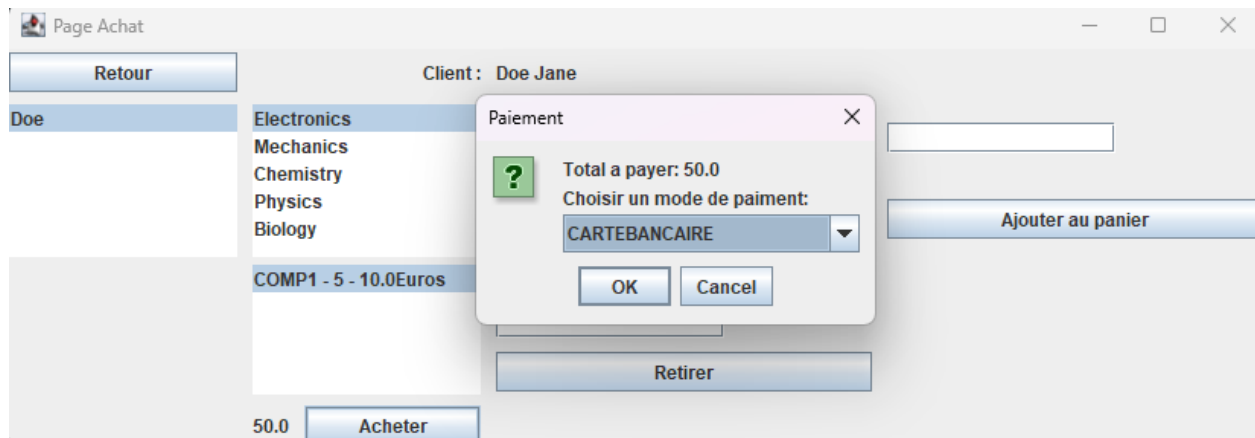 Page Achat
Retour
Client : Doe Jane
Doe
Electronics
Mechanics
Chemistry
Physics
Biology
Paiement
?
Total a payer: 50.0
Choisir un mode de paiment:
CARTEBANCAIRE
OK
Cancel
Ajouter au panier
COMP1 - 5 - 10.0Euros
Retirer
50.0
Acheter